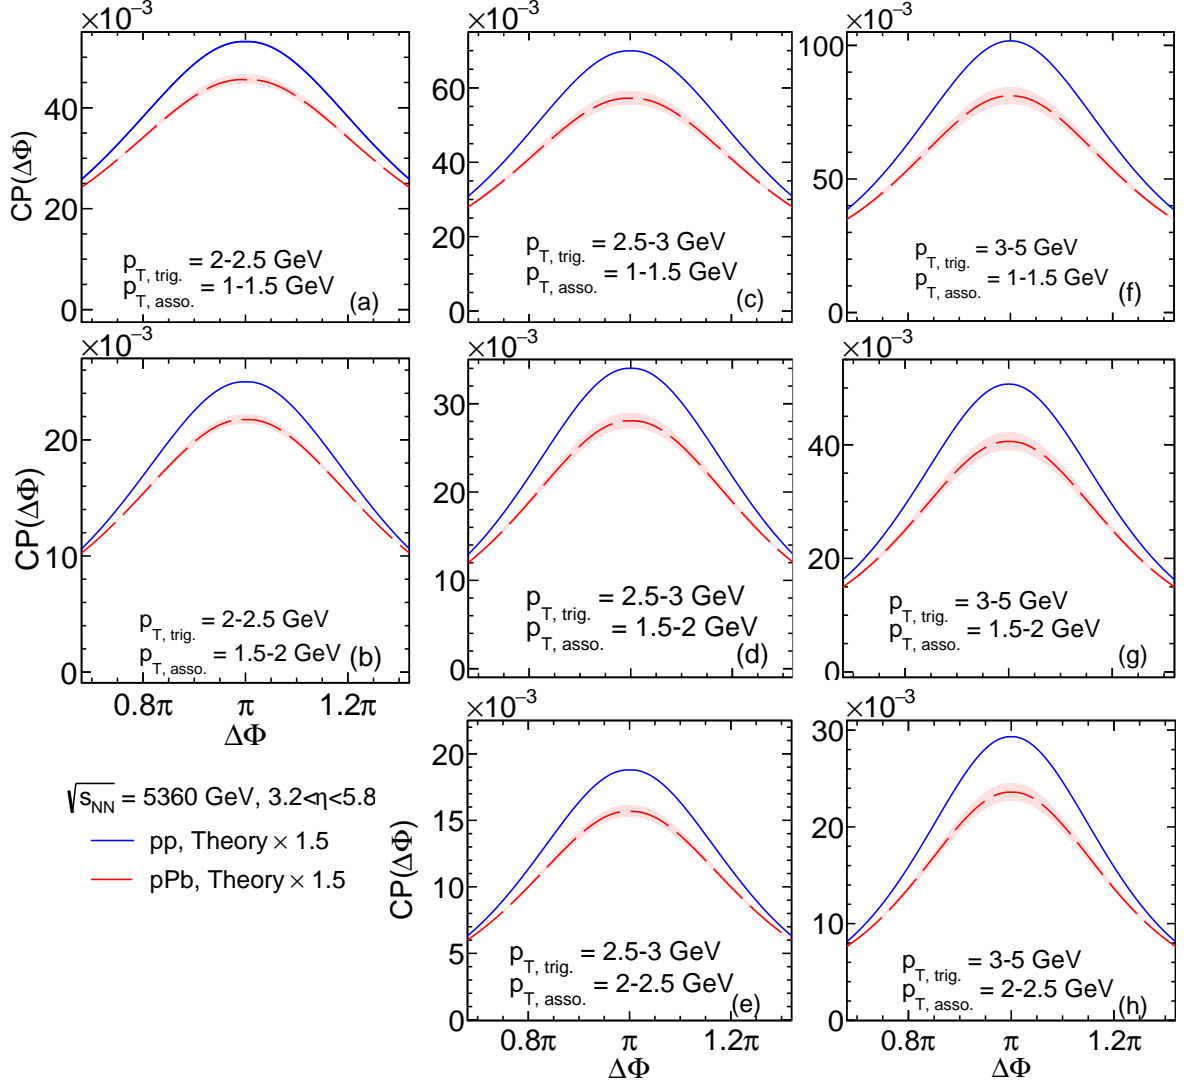 ×10⁻³
CP(ΔΦ)
40
20
0
p_T, trig. = 2-2.5 GeV
p_T, asso. = 1-1.5 GeV
(a)
×10⁻³
60
40
20
0
p_T, trig. = 2.5-3 GeV
p_T, asso. = 1-1.5 GeV
(c)
×10⁻³
100
50
0
p_T, trig. = 3-5 GeV
p_T, asso. = 1-1.5 GeV
(f)
×10⁻³
CP(ΔΦ)
20
10
0
p_T, trig. = 2-2.5 GeV
p_T, asso. = 1.5-2 GeV
(b)
0.8π π 1.2π
ΔΦ
×10⁻³
30
20
10
0
p_T, trig. = 2.5-3 GeV
p_T, asso. = 1.5-2 GeV
(d)
×10⁻³
40
20
0
p_T, trig. = 3-5 GeV
p_T, asso. = 1.5-2 GeV
(g)
√s_NN = 5360 GeV, 3.2<η<5.8
pp, Theory × 1.5
pPb, Theory × 1.5
×10⁻³
CP(ΔΦ)
20
15
10
5
0
p_T, trig. = 2.5-3 GeV
p_T, asso. = 2-2.5 GeV
(e)
0.8π π 1.2π
ΔΦ
×10⁻³
30
20
10
0
p_T, trig. = 3-5 GeV
p_T, asso. = 2-2.5 GeV
(h)
0.8π π 1.2π
ΔΦ